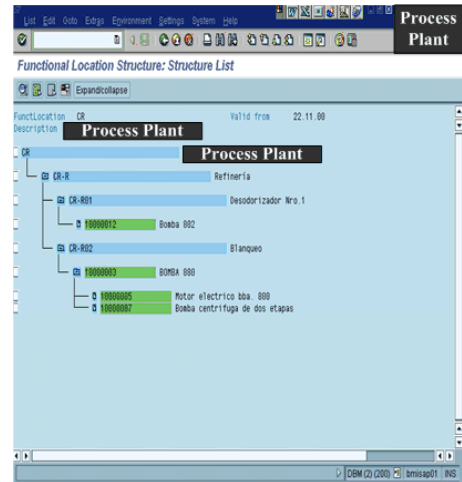 List Edit Goto Extras Environment Settings System Help
Process Plant
Functional Location Structure: Structure List
Expand/collapse
FunctLocation CR Valid from 22.11.00
Description Process Plant
CR Process Plant
CR-R Refinería
CR-R01 Desodorizador Nro.1
10000012 Bomba 802
CR-R02 Blanqueo
10000003 BOMBA 800
10000005 Motor electrico bba. 800
10000007 Bomba centrífuga de dos etapas
DBM (2) (200) bmisap01 INS